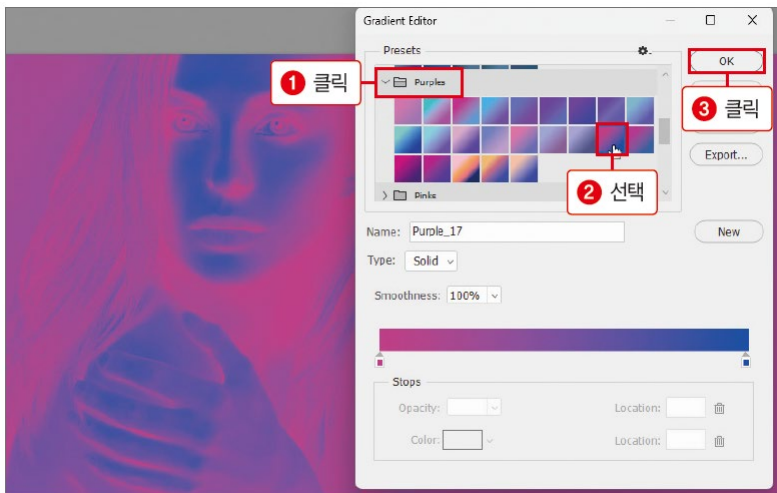 Gradient Editor
Presets
OK
1 클릭
Purples
3 클릭
Export...
2 선택
Pinks
Name: Purple_17
New
Type: Solid
Smoothness: 100%
Stops
Opacity:
Location:
Color:
Location: